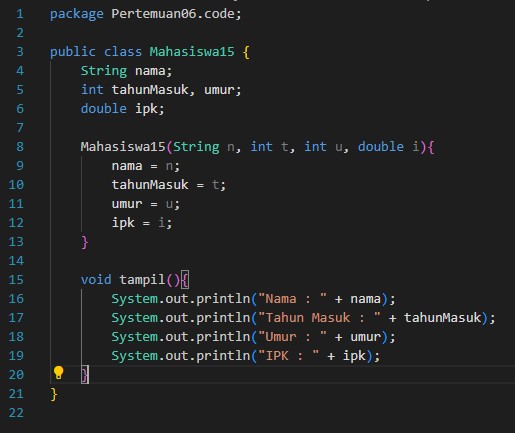 1 package Pertemuan06.code;
2
3 public class Mahasiswa15 {
4     String nama;
5     int tahunMasuk, umur;
6     double ipk;
7
8     Mahasiswa15(String n, int t, int u, double i){
9         nama = n;
10         tahunMasuk = t;
11         umur = u;
12         ipk = i;
13     }
14
15     void tampil(){
16         System.out.println("Nama : " + nama);
17         System.out.println("Tahun Masuk : " + tahunMasuk);
18         System.out.println("Umur : " + umur);
19         System.out.println("IPK : " + ipk);
20     }
21 }
22